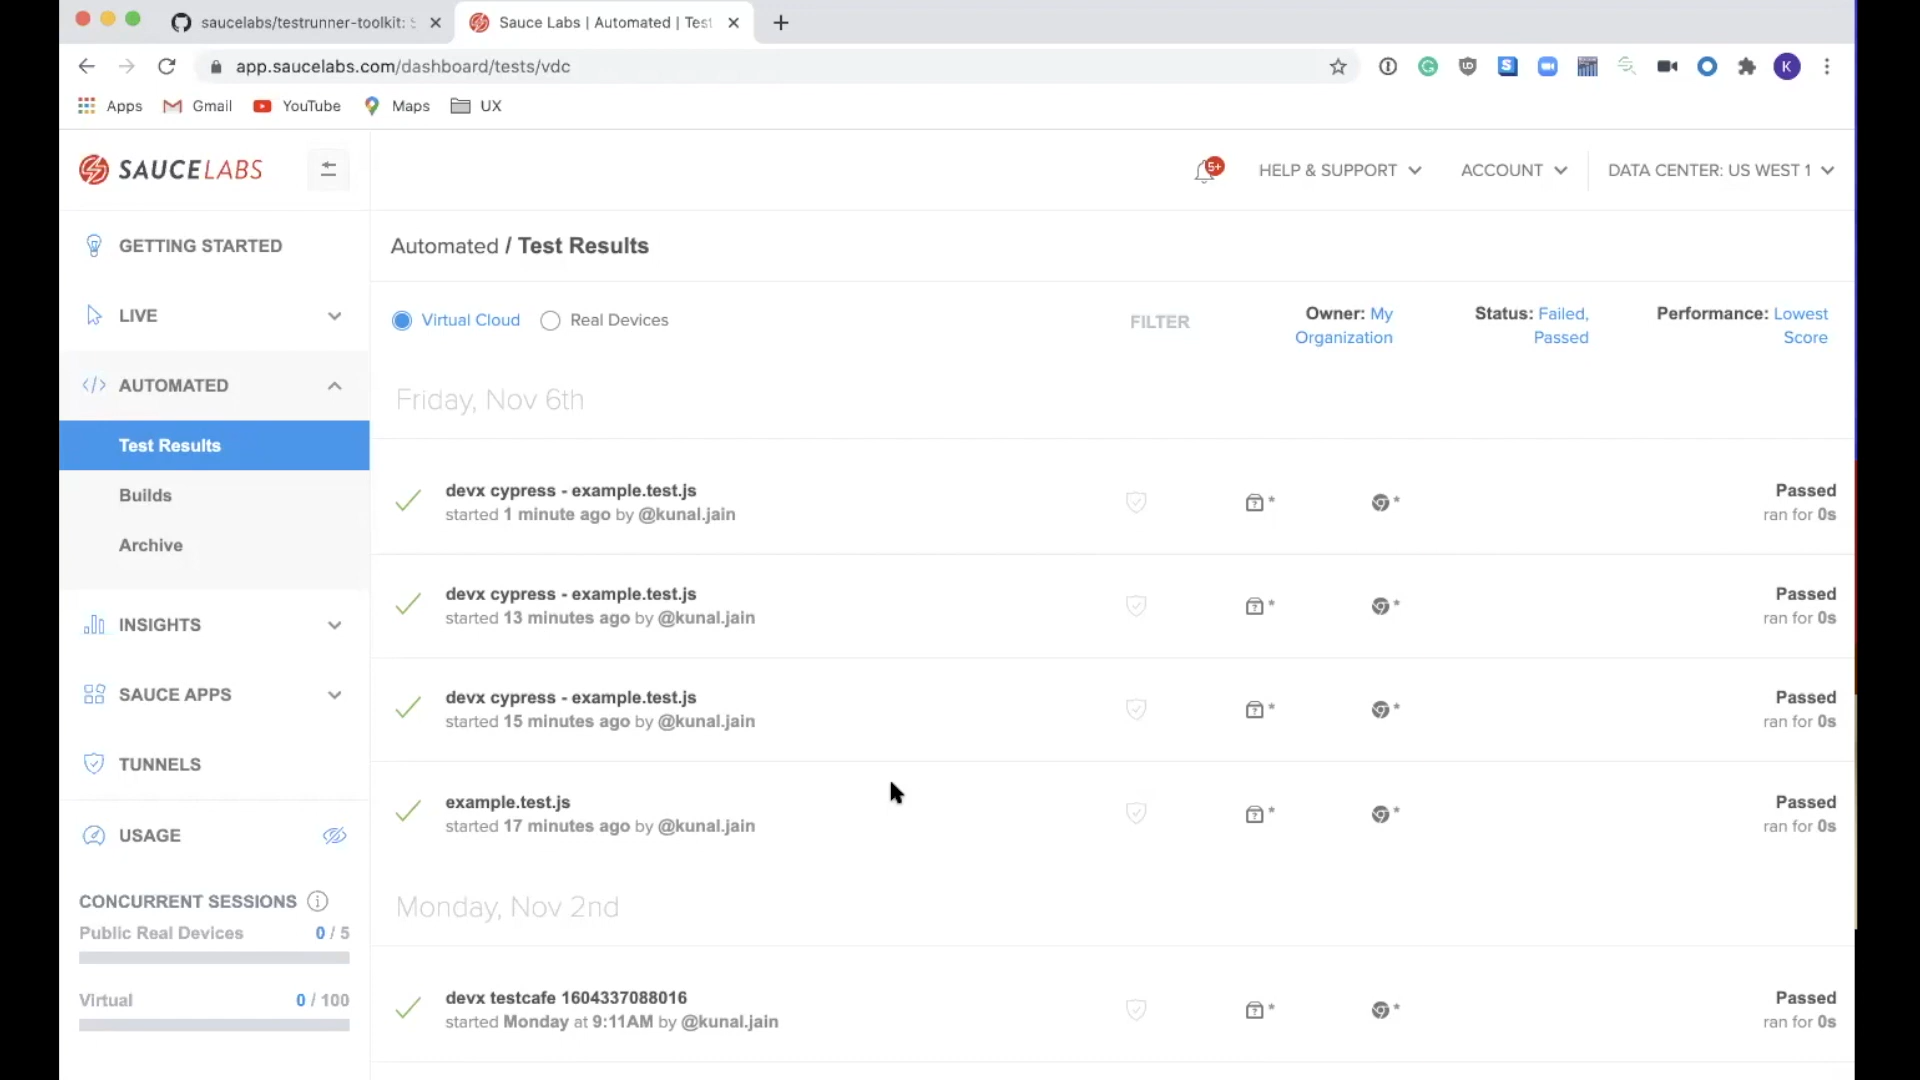 saucelabs/testrunner-toolkit: S
Sauce Labs | Automated | Test
app.saucelabs.com/dashboard/tests/vdc
K
Apps
Gmail
YouTube
Maps
UX
SAUCELABS
5+
HELP & SUPPORT
ACCOUNT
DATA CENTER: US WEST 1
GETTING STARTED
LIVE
AUTOMATED
Test Results
Builds
Archive
INSIGHTS
SAUCE APPS
TUNNELS
USAGE
CONCURRENT SESSIONS
Public Real Devices 0 / 5
Virtual 0 / 100
Automated / Test Results
Virtual Cloud
Real Devices
FILTER
Owner: My
Organization
Status: Failed,
Passed
Performance: Lowest
Score
Friday, Nov 6th
devx cypress - example.test.js
started 1 minute ago by @kunal.jain
? *
*
Passed
ran for 0s
devx cypress - example.test.js
started 13 minutes ago by @kunal.jain
? *
*
Passed
ran for 0s
devx cypress - example.test.js
started 15 minutes ago by @kunal.jain
? *
*
Passed
ran for 0s
example.test.js
started 17 minutes ago by @kunal.jain
? *
*
Passed
ran for 0s
Monday, Nov 2nd
devx testcafe 1604337088016
started Monday at 9:11AM by @kunal.jain
? *
*
Passed
ran for 0s